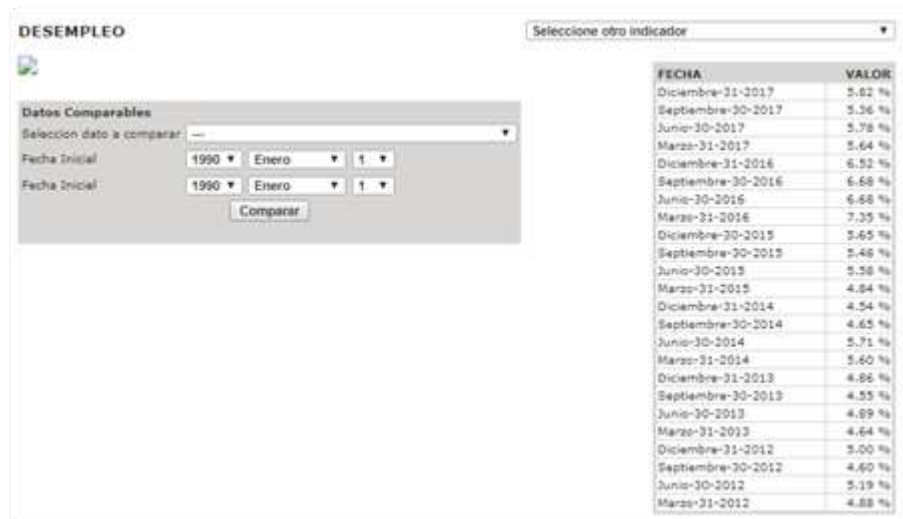 DESEMPLEO
Seleccione otro indicador
Datos Comparables
Seleccion dato a comparar ---
Fecha Inicial 1990 Enero 1
Fecha Inicial 1990 Enero 1
Comparar
FECHA VALOR
Diciembre-31-2017 5.82 %
Septiembre-30-2017 5.36 %
Junio-30-2017 5.78 %
Marzo-31-2017 5.64 %
Diciembre-31-2016 6.52 %
Septiembre-30-2016 6.68 %
Junio-30-2016 6.68 %
Marzo-31-2016 7.35 %
Diciembre-30-2015 5.65 %
Septiembre-30-2015 5.46 %
Junio-30-2015 5.58 %
Marzo-31-2015 4.84 %
Diciembre-31-2014 4.54 %
Septiembre-30-2014 4.65 %
Junio-30-2014 5.71 %
Marzo-31-2014 5.60 %
Diciembre-31-2013 4.86 %
Septiembre-30-2013 4.55 %
Junio-30-2013 4.89 %
Marzo-31-2013 4.64 %
Diciembre-31-2012 5.00 %
Septiembre-30-2012 4.60 %
Junio-30-2012 5.19 %
Marzo-31-2012 4.88 %